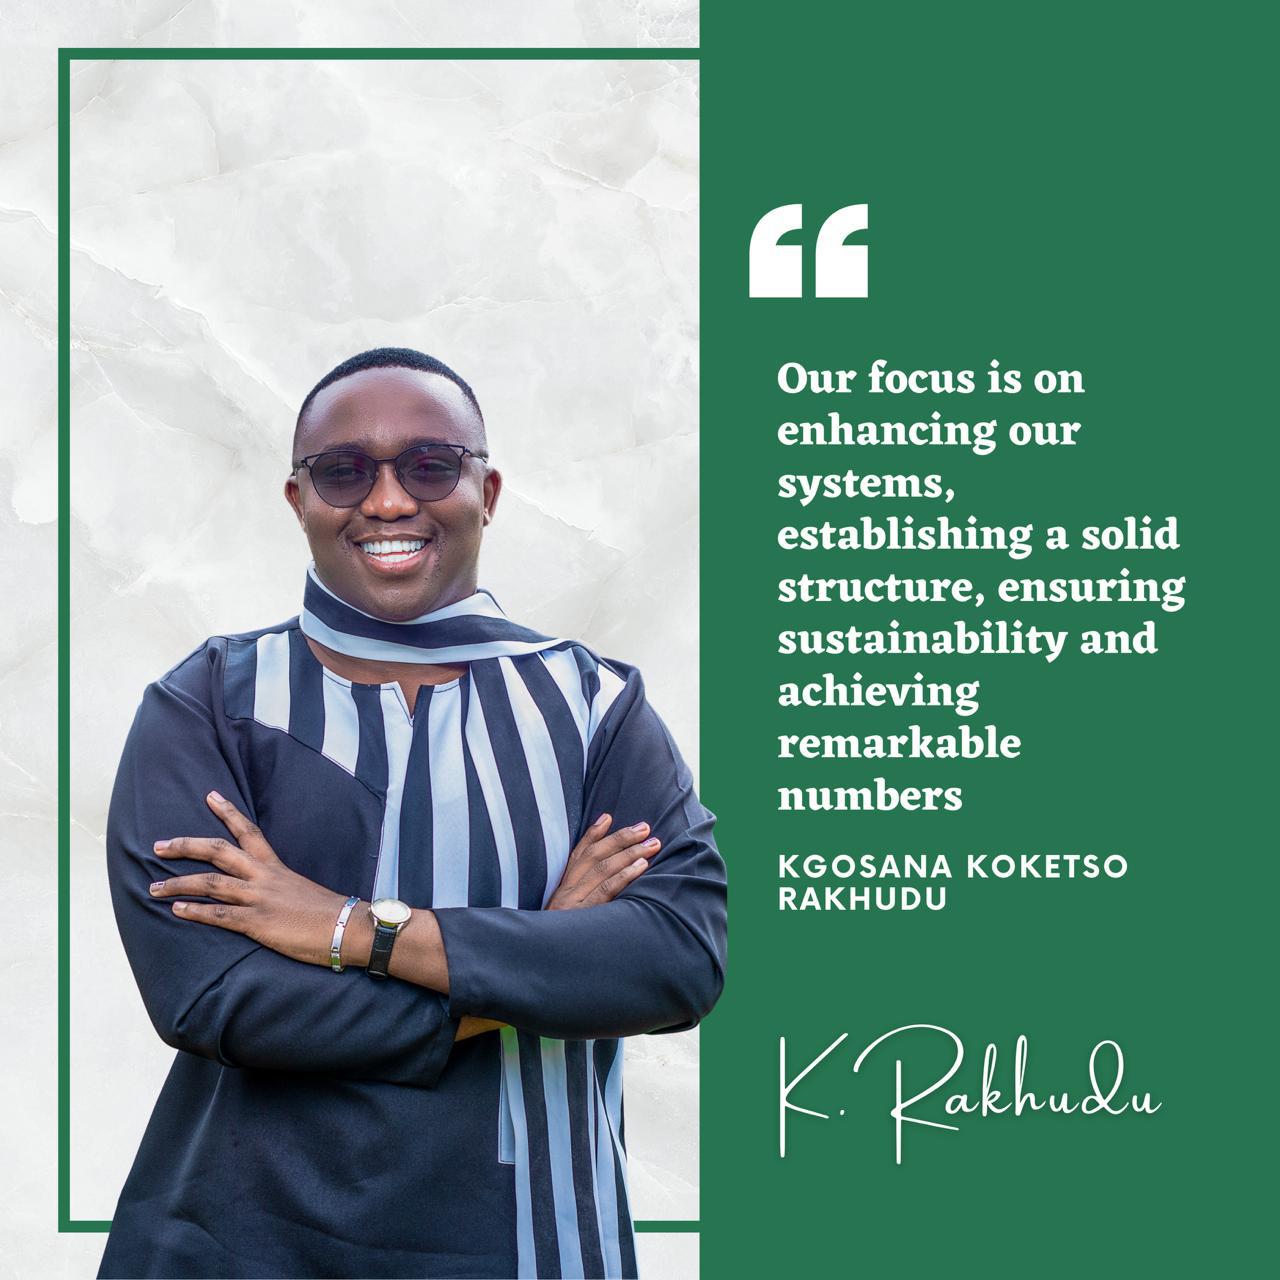 “
Our focus is on
enhancing our
systems,
establishing a solid
structure, ensuring
sustainability and
achieving
remarkable
numbers
KGOSANA KOKETSO
RAKHUDU
K. Rakhudu